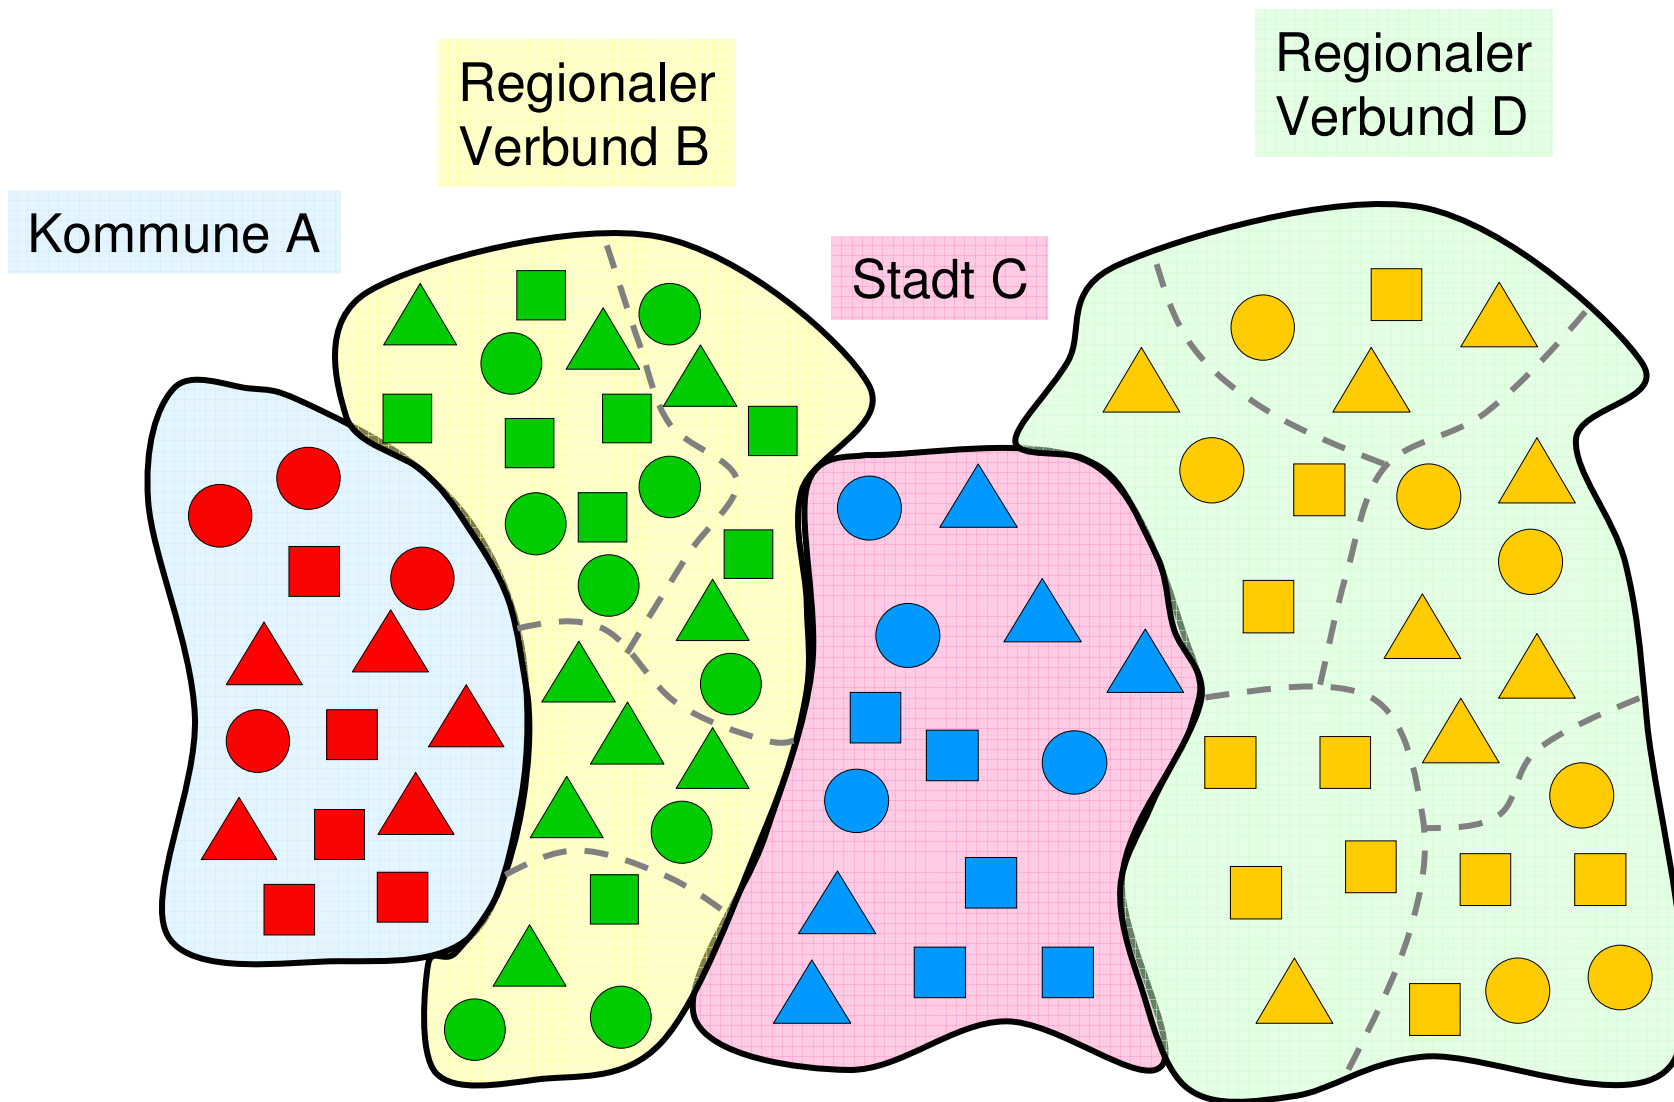 Kommune A
Regionaler
Verbund B
Stadt C
Regionaler
Verbund D